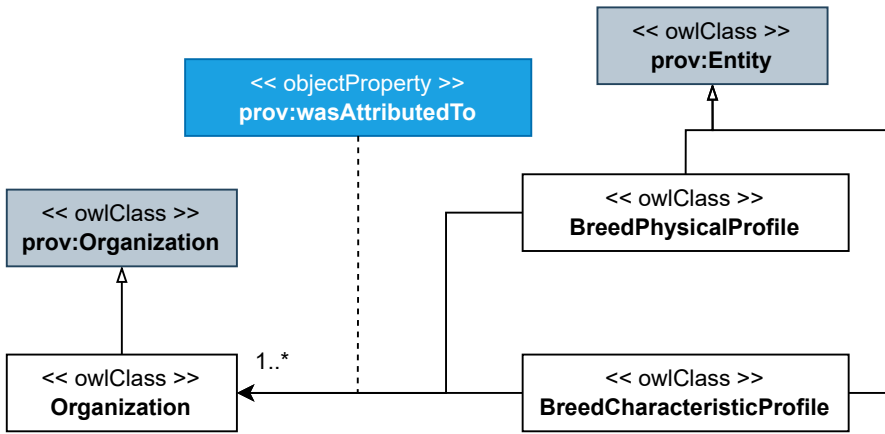 << owlClass >>
prov:Entity
<< objectProperty >>
prov:wasAttributedTo
<< owlClass >>
BreedPhysicalProfile
<< owlClass >>
prov:Organization
1..*
<< owlClass >>
Organization
<< owlClass >>
BreedCharacteristicProfile